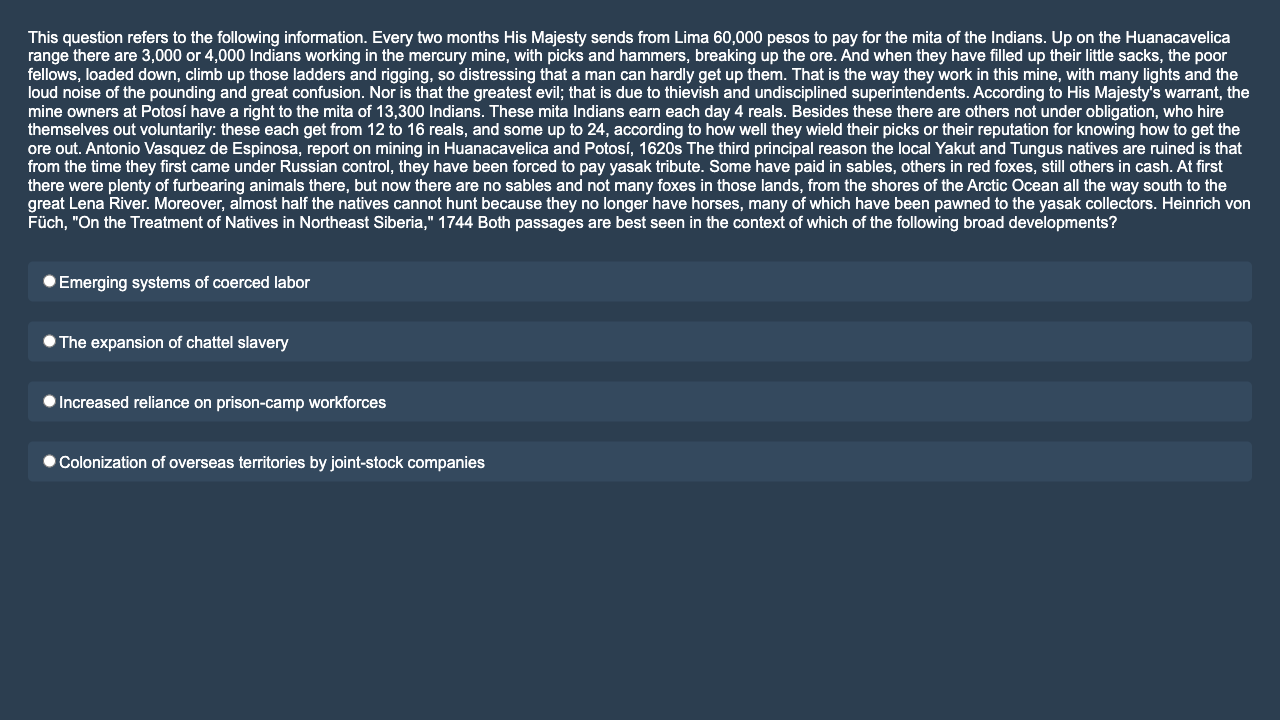 This question refers to the following information. Every two months His Majesty sends from Lima 60,000 pesos to pay for the mita of the Indians. Up on the Huanacavelica
range there are 3,000 or 4,000 Indians working in the mercury mine, with picks and hammers, breaking up the ore. And when they have filled up their little sacks, the poor
fellows, loaded down, climb up those ladders and rigging, so distressing that a man can hardly get up them. That is the way they work in this mine, with many lights and the
loud noise of the pounding and great confusion. Nor is that the greatest evil; that is due to thievish and undisciplined superintendents. According to His Majesty's warrant, the
mine owners at Potosí have a right to the mita of 13,300 Indians. These mita Indians earn each day 4 reals. Besides these there are others not under obligation, who hire
themselves out voluntarily: these each get from 12 to 16 reals, and some up to 24, according to how well they wield their picks or their reputation for knowing how to get the
ore out. Antonio Vasquez de Espinosa, report on mining in Huanacavelica and Potosí, 1620s The third principal reason the local Yakut and Tungus natives are ruined is that
from the time they first came under Russian control, they have been forced to pay yasak tribute. Some have paid in sables, others in red foxes, still others in cash. At first
there were plenty of furbearing animals there, but now there are no sables and not many foxes in those lands, from the shores of the Arctic Ocean all the way south to the
great Lena River. Moreover, almost half the natives cannot hunt because they no longer have horses, many of which have been pawned to the yasak collectors. Heinrich von
Füch, "On the Treatment of Natives in Northeast Siberia," 1744 Both passages are best seen in the context of which of the following broad developments?
Emerging systems of coerced labor
The expansion of chattel slavery
Increased reliance on prison-camp workforces
Colonization of overseas territories by joint-stock companies